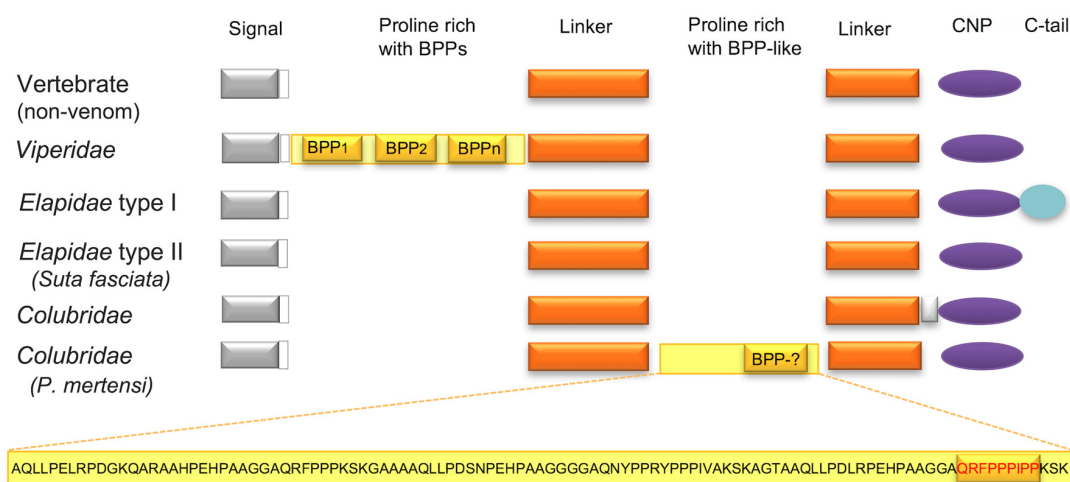 Signal
Proline rich
with BPPs
Linker
Proline rich
with BPP-like
Linker
CNP
C-tail
Vertebrate
(non-venom)
Viperidae
BPP1
BPP2
BPPn
Elapidae type I
Elapidae type II
(Suta fasciata)
Colubridae
Colubridae
(P. mertensi)
BPP-?
AQLLPELRPDGKQARAAHPEHPAAGGAQRFPPPKSKGAAAAQLLPDSNPEHPAAGGGGAQNYPPRYPPPIVAKSKAGTAAQLLPDLRPEHPAAGGAQRFPPPIPPKSK